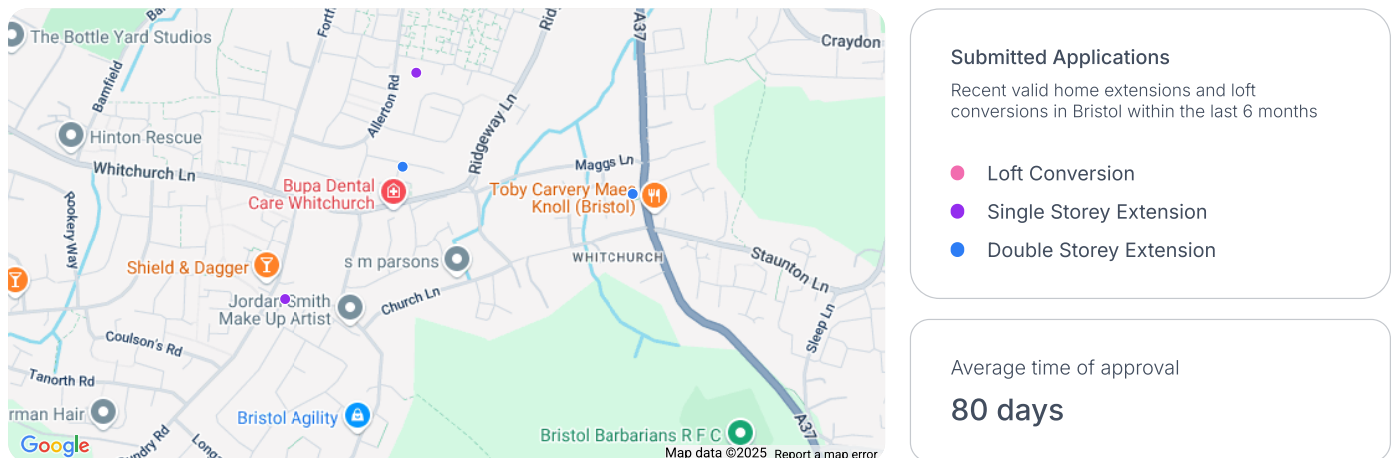 The Bottle Yard Studios
Bamfield
Hinton Rescue
Whitchurch Ln
Rookery Way
Allerton Rd
Ridgeway Ln
A37
Craydon
Maggs Ln
Bupa Dental
Care Whitchurch
Toby Carvery Maes
Knoll (Bristol)
WHITCHURCH
Shield & Dagger
s m parsons
Staunton Ln
Jordan Smith
Make Up Artist
Church Ln
Sleep Ln
Coulson's Rd
Tanorth Rd
rman Hair
Bristol Agility
Bristol Barbarians R F C
A37
Google
Map data ©2025
Report a map error
Submitted Applications
Recent valid home extensions and loft
conversions in Bristol within the last 6 months
Loft Conversion
Single Storey Extension
Double Storey Extension
Average time of approval
80 days